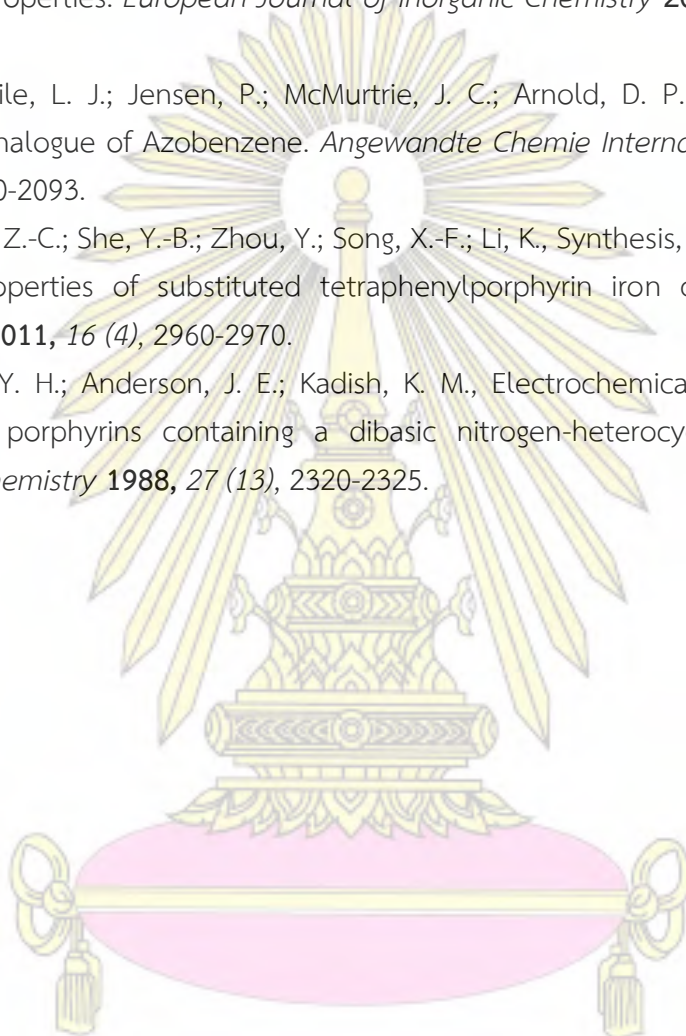 operties. European Journal of Inorganic Chemistry 20
ile, L. J.; Jensen, P.; McMurtrie, J. C.; Arnold, D. P.
nalogue of Azobenzene. Angewandte Chemie Interna
0-2093.
Z.-C.; She, Y.-B.; Zhou, Y.; Song, X.-F.; Li, K., Synthesis,
operties of substituted tetraphenylporphyrin iron
011, 16 (4), 2960-2970.
Y. H.; Anderson, J. E.; Kadish, K. M., Electrochemica
porphyrins containing a dibasic nitrogen-heterocy
hemistry 1988, 27 (13), 2320-2325.